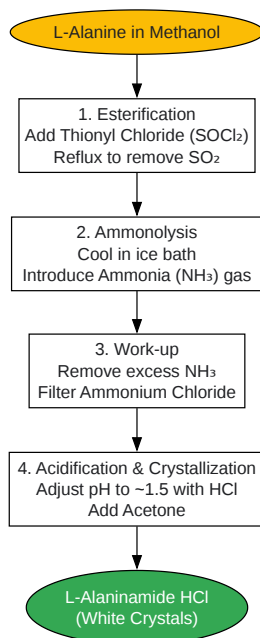 L-Alanine in Methanol
1. Esterification
Add Thionyl Chloride (SOCl₂)
Reflux to remove SO₂
2. Ammonolysis
Cool in ice bath
Introduce Ammonia (NH₃) gas
3. Work-up
Remove excess NH₃
Filter Ammonium Chloride
4. Acidification & Crystallization
Adjust pH to ~1.5 with HCl
Add Acetone
L-Alaninamide HCl
(White Crystals)